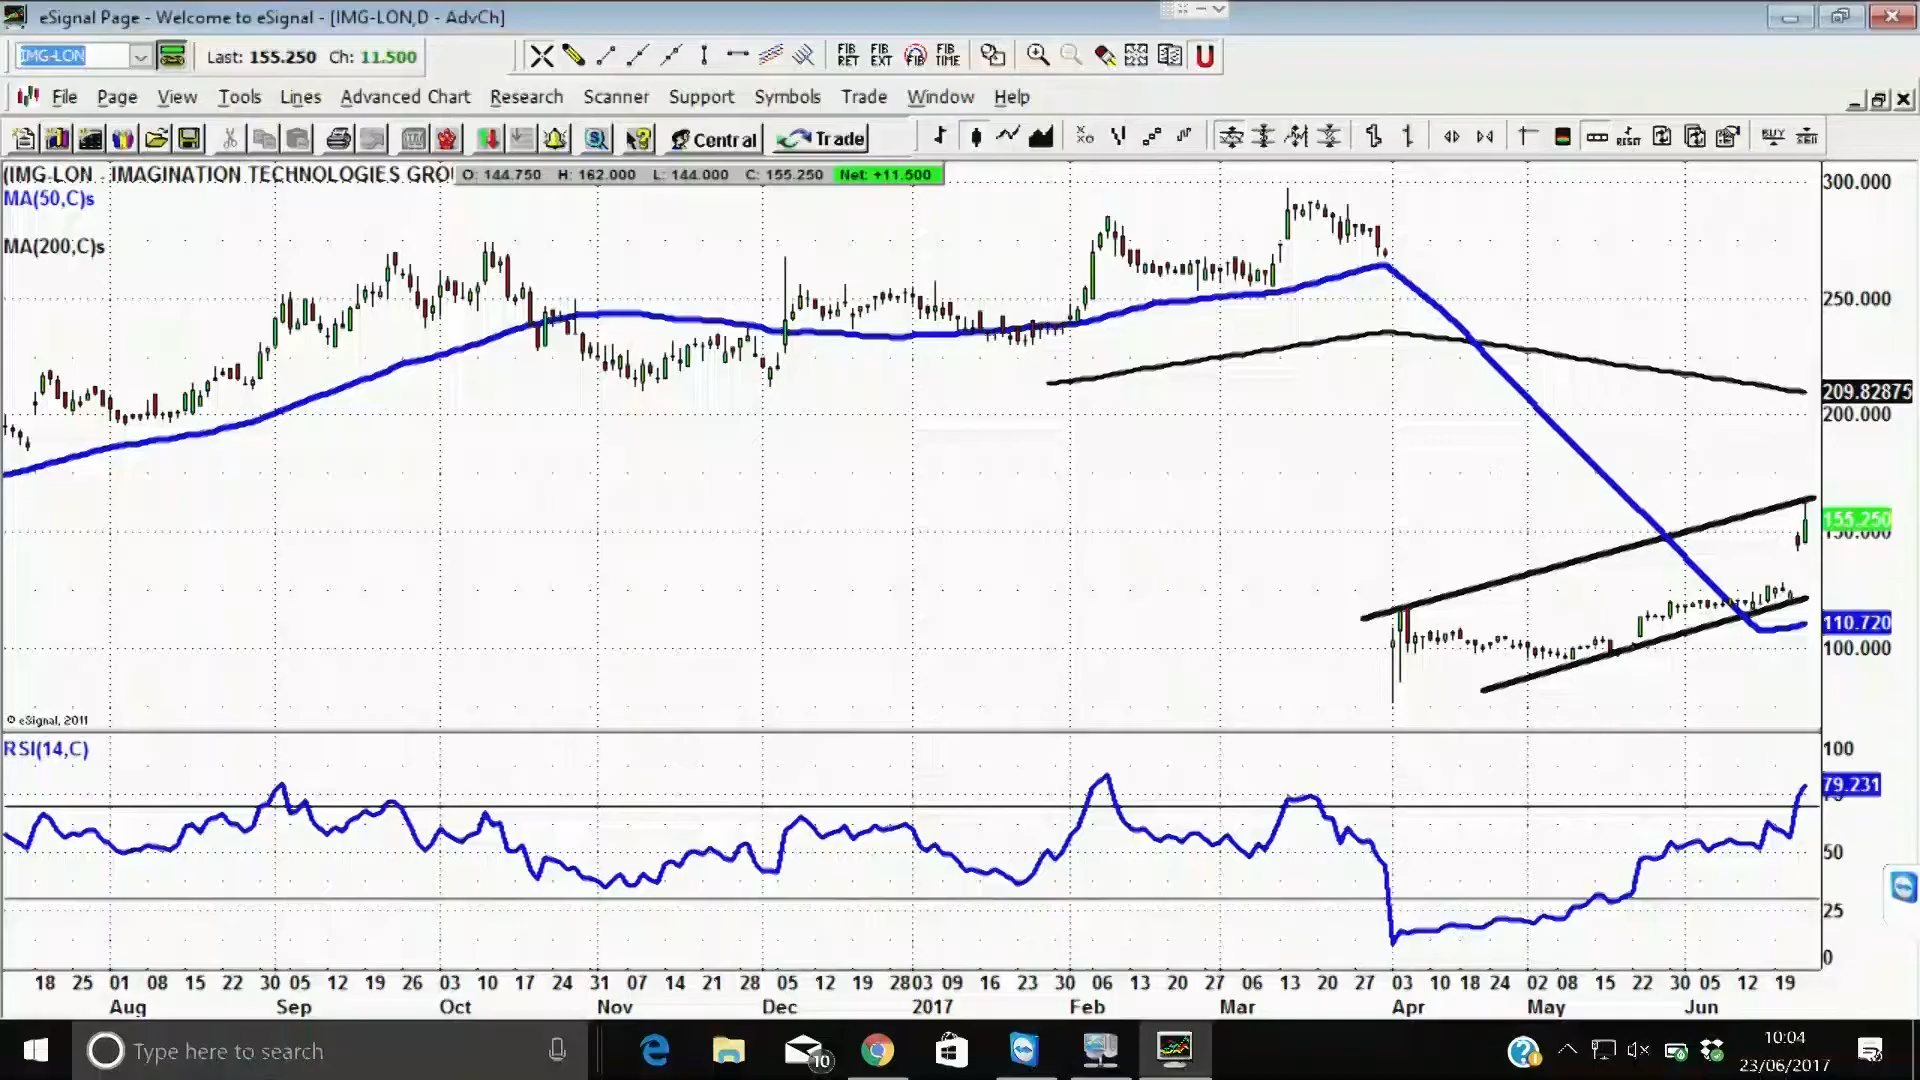 eSignal Page - Welcome to eSignal - [IMG-LON,D - AdvCh]
IMG-LON Last: 155.250 Ch: 11.500 FIB RET FIB EXT FIB FIB TIME
File Page View Tools Lines Advanced Chart Research Scanner Support Symbols Trade Window Help
Central Trade RESET BUY SELL
(IMG-LON - IMAGINATION TECHNOLOGIES GRO O: 144.750 H: 162.000 L: 144.000 C: 155.250 Net: +11.500
MA(50,C)s
MA(200,C)s
300.000
250.000
209.82875
200.000
155.250
150.000
110.720
100.000
© eSignal, 2011
RSI(14,C)
100
79.231
50
25
0
18 25 01 08 15 22 30 05 12 19 26 03 10 17 24 31 07 14 21 28 05 12 19 28 03 09 16 23 30 06 13 20 27 06 13 20 27 03 10 18 24 02 08 15 22 30 05 12 19
Aug Sep Oct Nov Dec 2017 Feb Mar Apr May Jun
Type here to search
10
10:04
23/06/2017